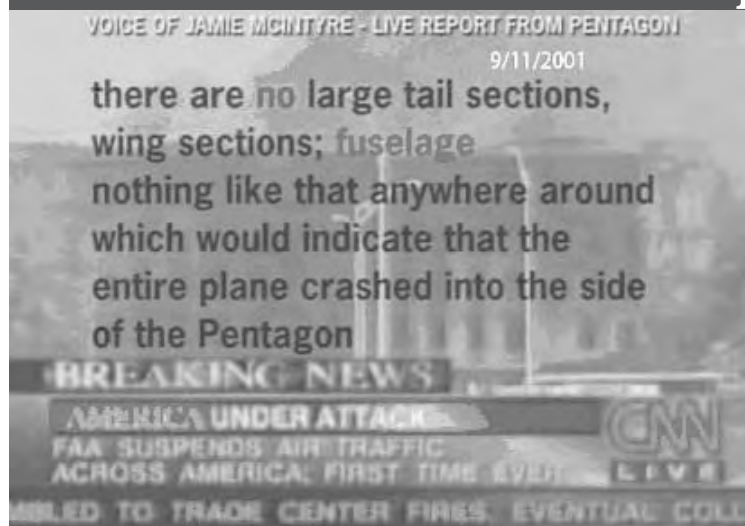 VOICE OF JAMIE MCINTYRE - LIVE REPORT FROM PENTAGON
9/11/2001
there are no large tail sections,
wing sections; fuselage
nothing like that anywhere around
which would indicate that the
entire plane crashed into the side
of the Pentagon
BREAKING NEWS
AMERICA UNDER ATTACK
CNN
FAA SUSPENDS AIR TRAFFIC
ACROSS AMERICA; FIRST TIME EVER
LIVE
MBLED TO TRADE CENTER FIRES, EVENTUAL COLL